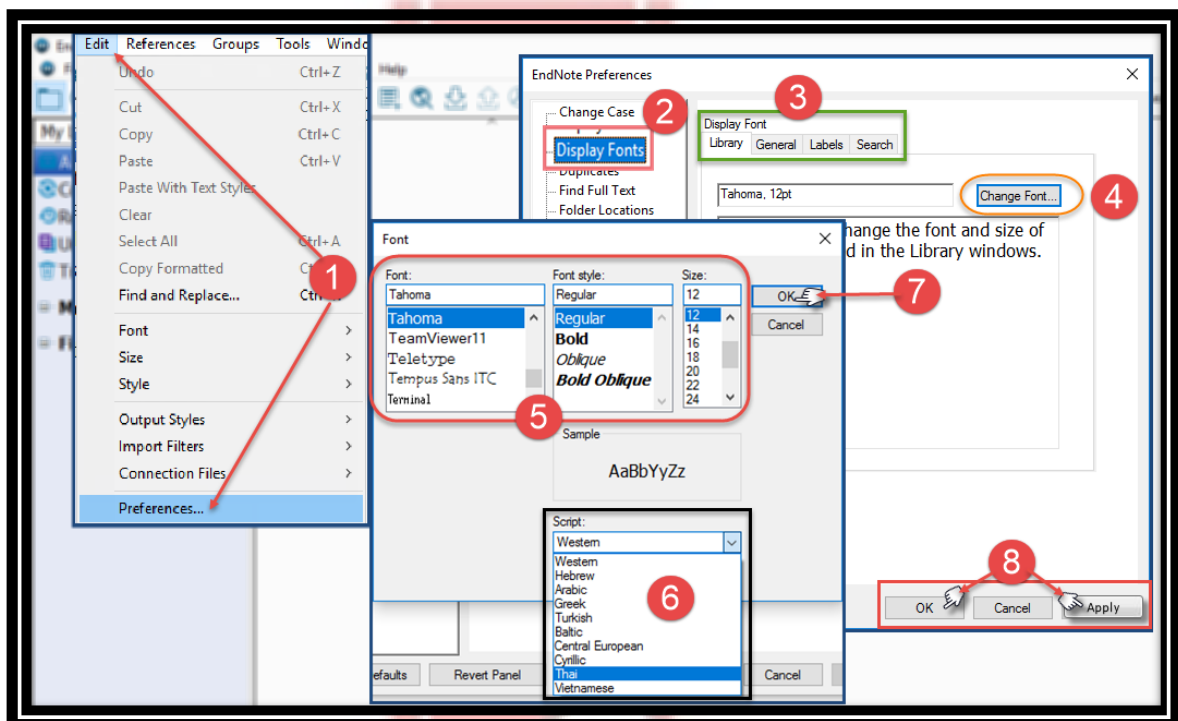 Edit References Groups Tools
Undo Ctrl+Z
Cut Ctrl+X
Copy Ctrl+C
Paste Ctrl+V
Paste With Text Styles
Clear
Select All Ctrl+A
Copy Formatted
Find and Replace...
Font
Size
Style
Output Styles
Import Filters
Connection Files
Preferences...
1
Help
EndNote Preferences
Change Case
2
Display Fonts
Duplicates
Find Full Text
Folder Locations
3
Display Font
Library General Labels Search
Tahoma, 12pt
Change Font...
4
hange the font and size of
d in the Library windows.
Font
Font: Font style: Size:
Tahoma Regular 12
Tahoma Regular 12
TeamViewer11 Bold 14
Teletype Oblique 16
Tempus Sans ITC Bold Oblique 18
Terminal 20
22
24
5
OK
Cancel
7
Sample
AaBbYyZz
Script:
Western
Western
Hebrew
Arabic
Greek
Turkish
Baltic
Central European
Cyrillic
Thai
Vietnamese
6
efaults Revert Panel Cancel
8
OK Cancel Apply